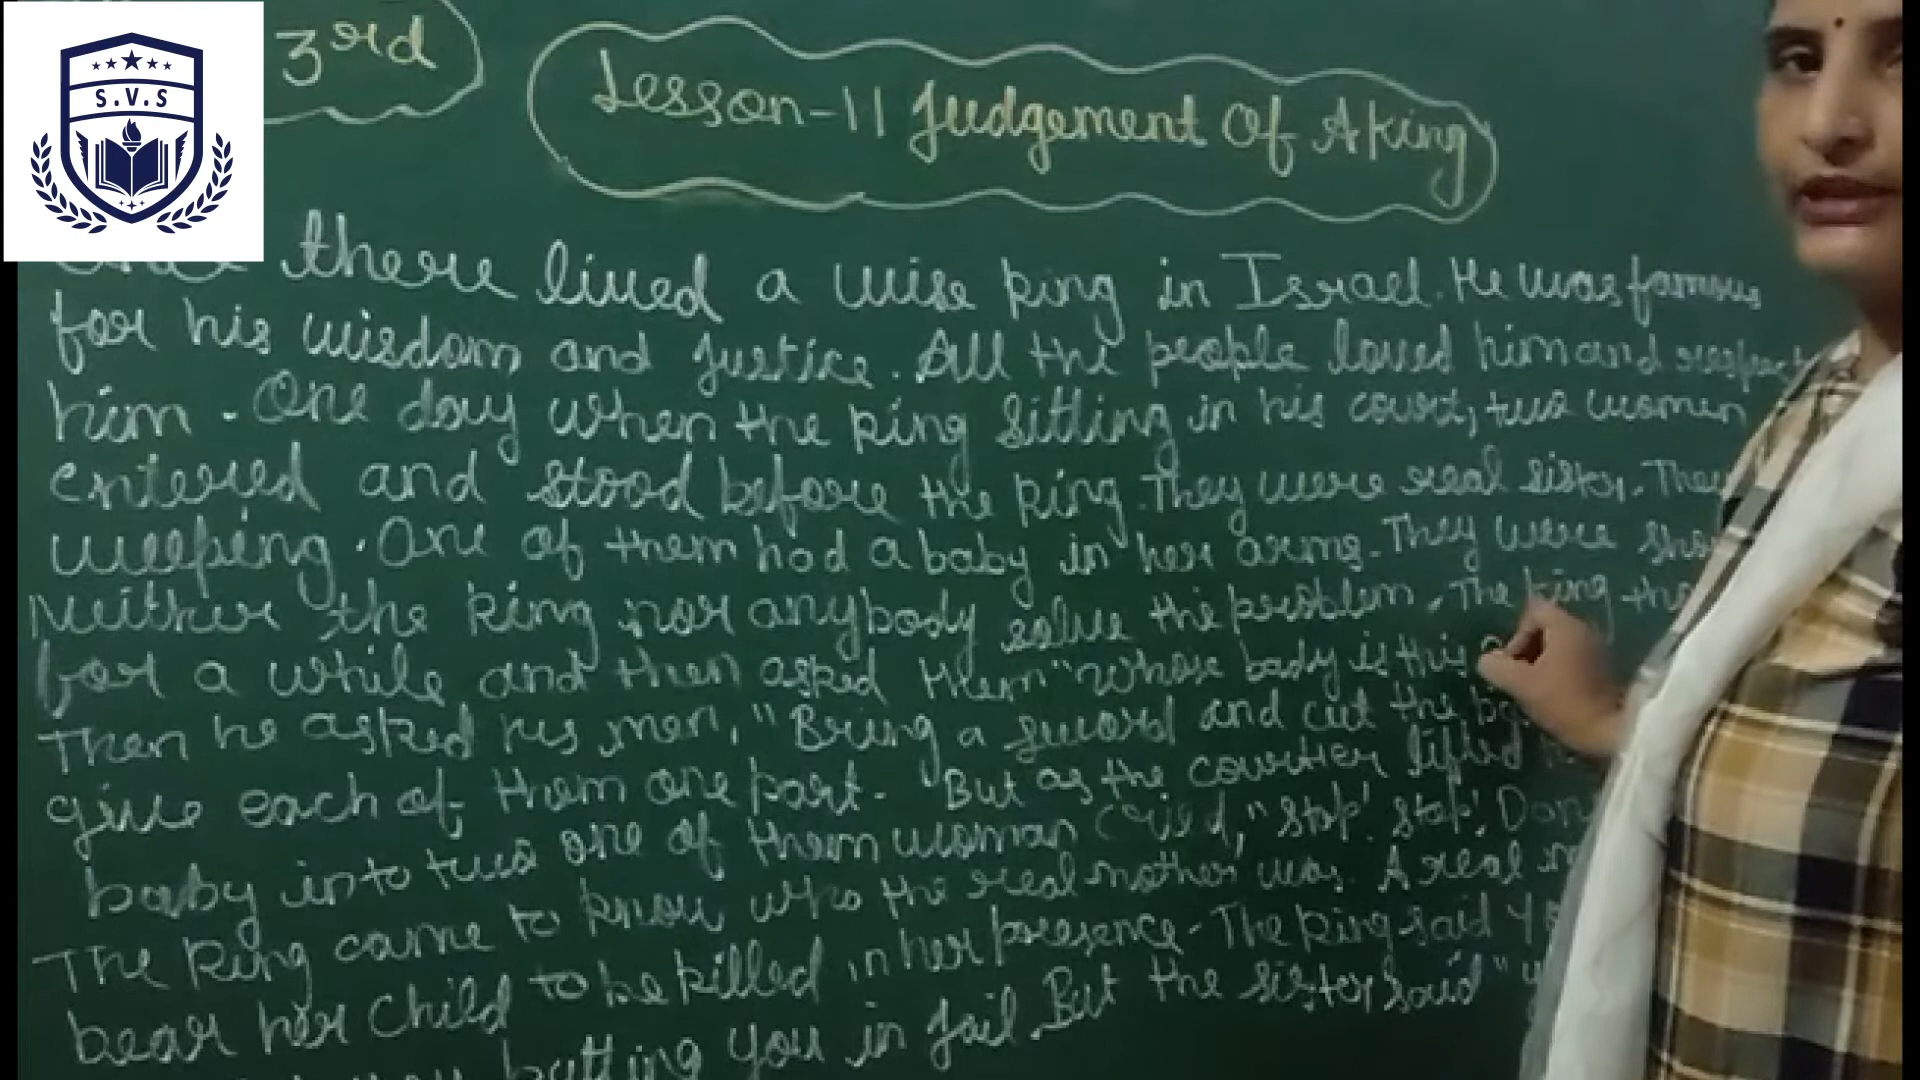 3rd
S.V.S
Lesson-11 Judgement Of A king
there lived a wise king in Israel. He was famous
for his wisdom and justice. All the people loved him and respect
him. One day when the king sitting in his court, two women
entered and stood before the king. They were real sister. They
weeping. One of them had a baby in her arms. They were sho
Neither the king nor anybody solve the problem. The king tho
for a while and then asked them "Whose bady is this
Then he asked his men, "Bring a sword and cut the
give each of them one part. "But as the courtier lifted
baby into two one of them woman cried, "Stop! Stop! Don
The king came to know who the real mother was. A real
bear her child to be killed in her presence. The king said
putting you in jail. But the sister said "